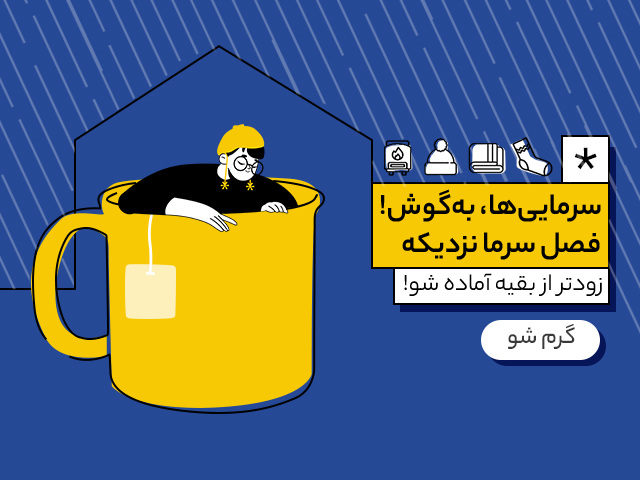 *
سرمایی‌ها، به‌گوش!
فصل سرما نزدیکه
زودتر از بقیه آماده شو!
گرم شو